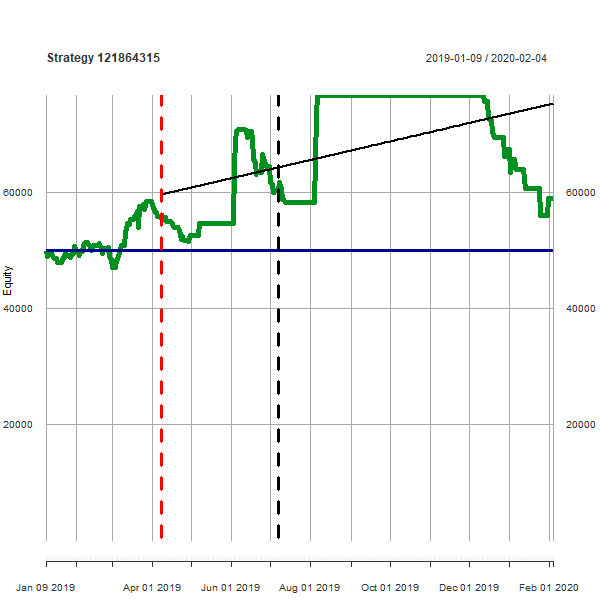 Strategy 121864315
2019-01-09 / 2020-02-04
60000
60000
Equity
40000
40000
20000
20000
Jan 09 2019
Apr 01 2019
Jun 01 2019
Aug 01 2019
Oct 01 2019
Dec 01 2019
Feb 01 2020